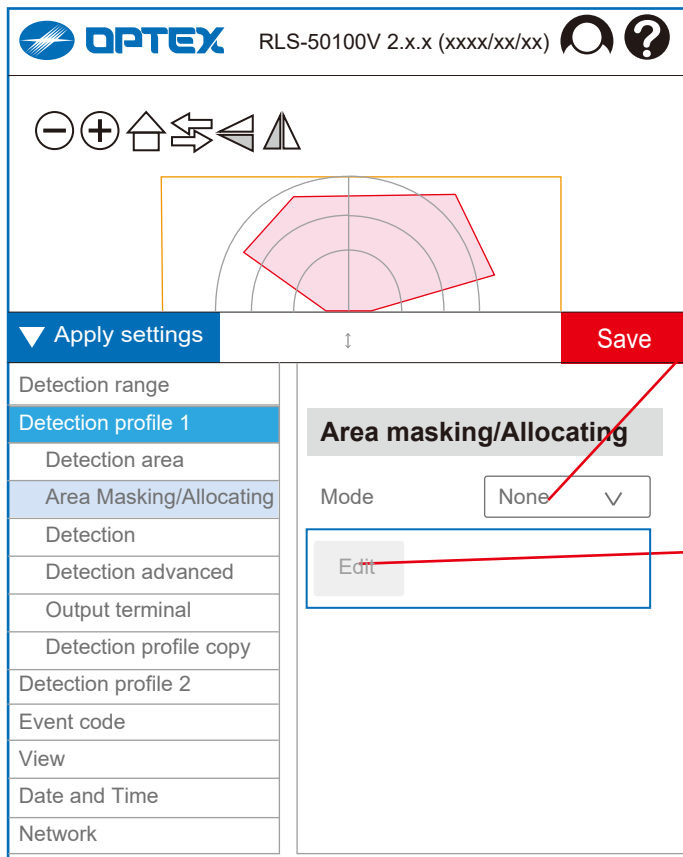 OPTEX RLS-50100V 2.x.x (xxxx/xx/xx) ?
Apply settings
Save
Detection range
Detection profile 1
Detection area
Area Masking/Allocating
Detection
Detection advanced
Output terminal
Detection profile copy
Detection profile 2
Event code
View
Date and Time
Network
Area masking/Allocating
Mode None
Edit